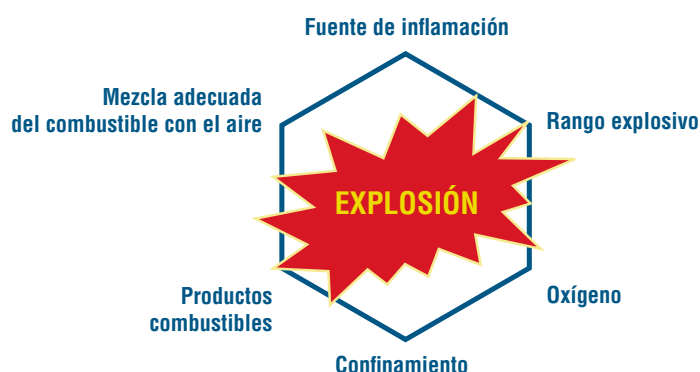 Fuente de inflamación
Mezcla adecuada
del combustible con el aire
Rango explosivo
EXPLOSIÓN
Productos
combustibles
Oxígeno
Confinamiento